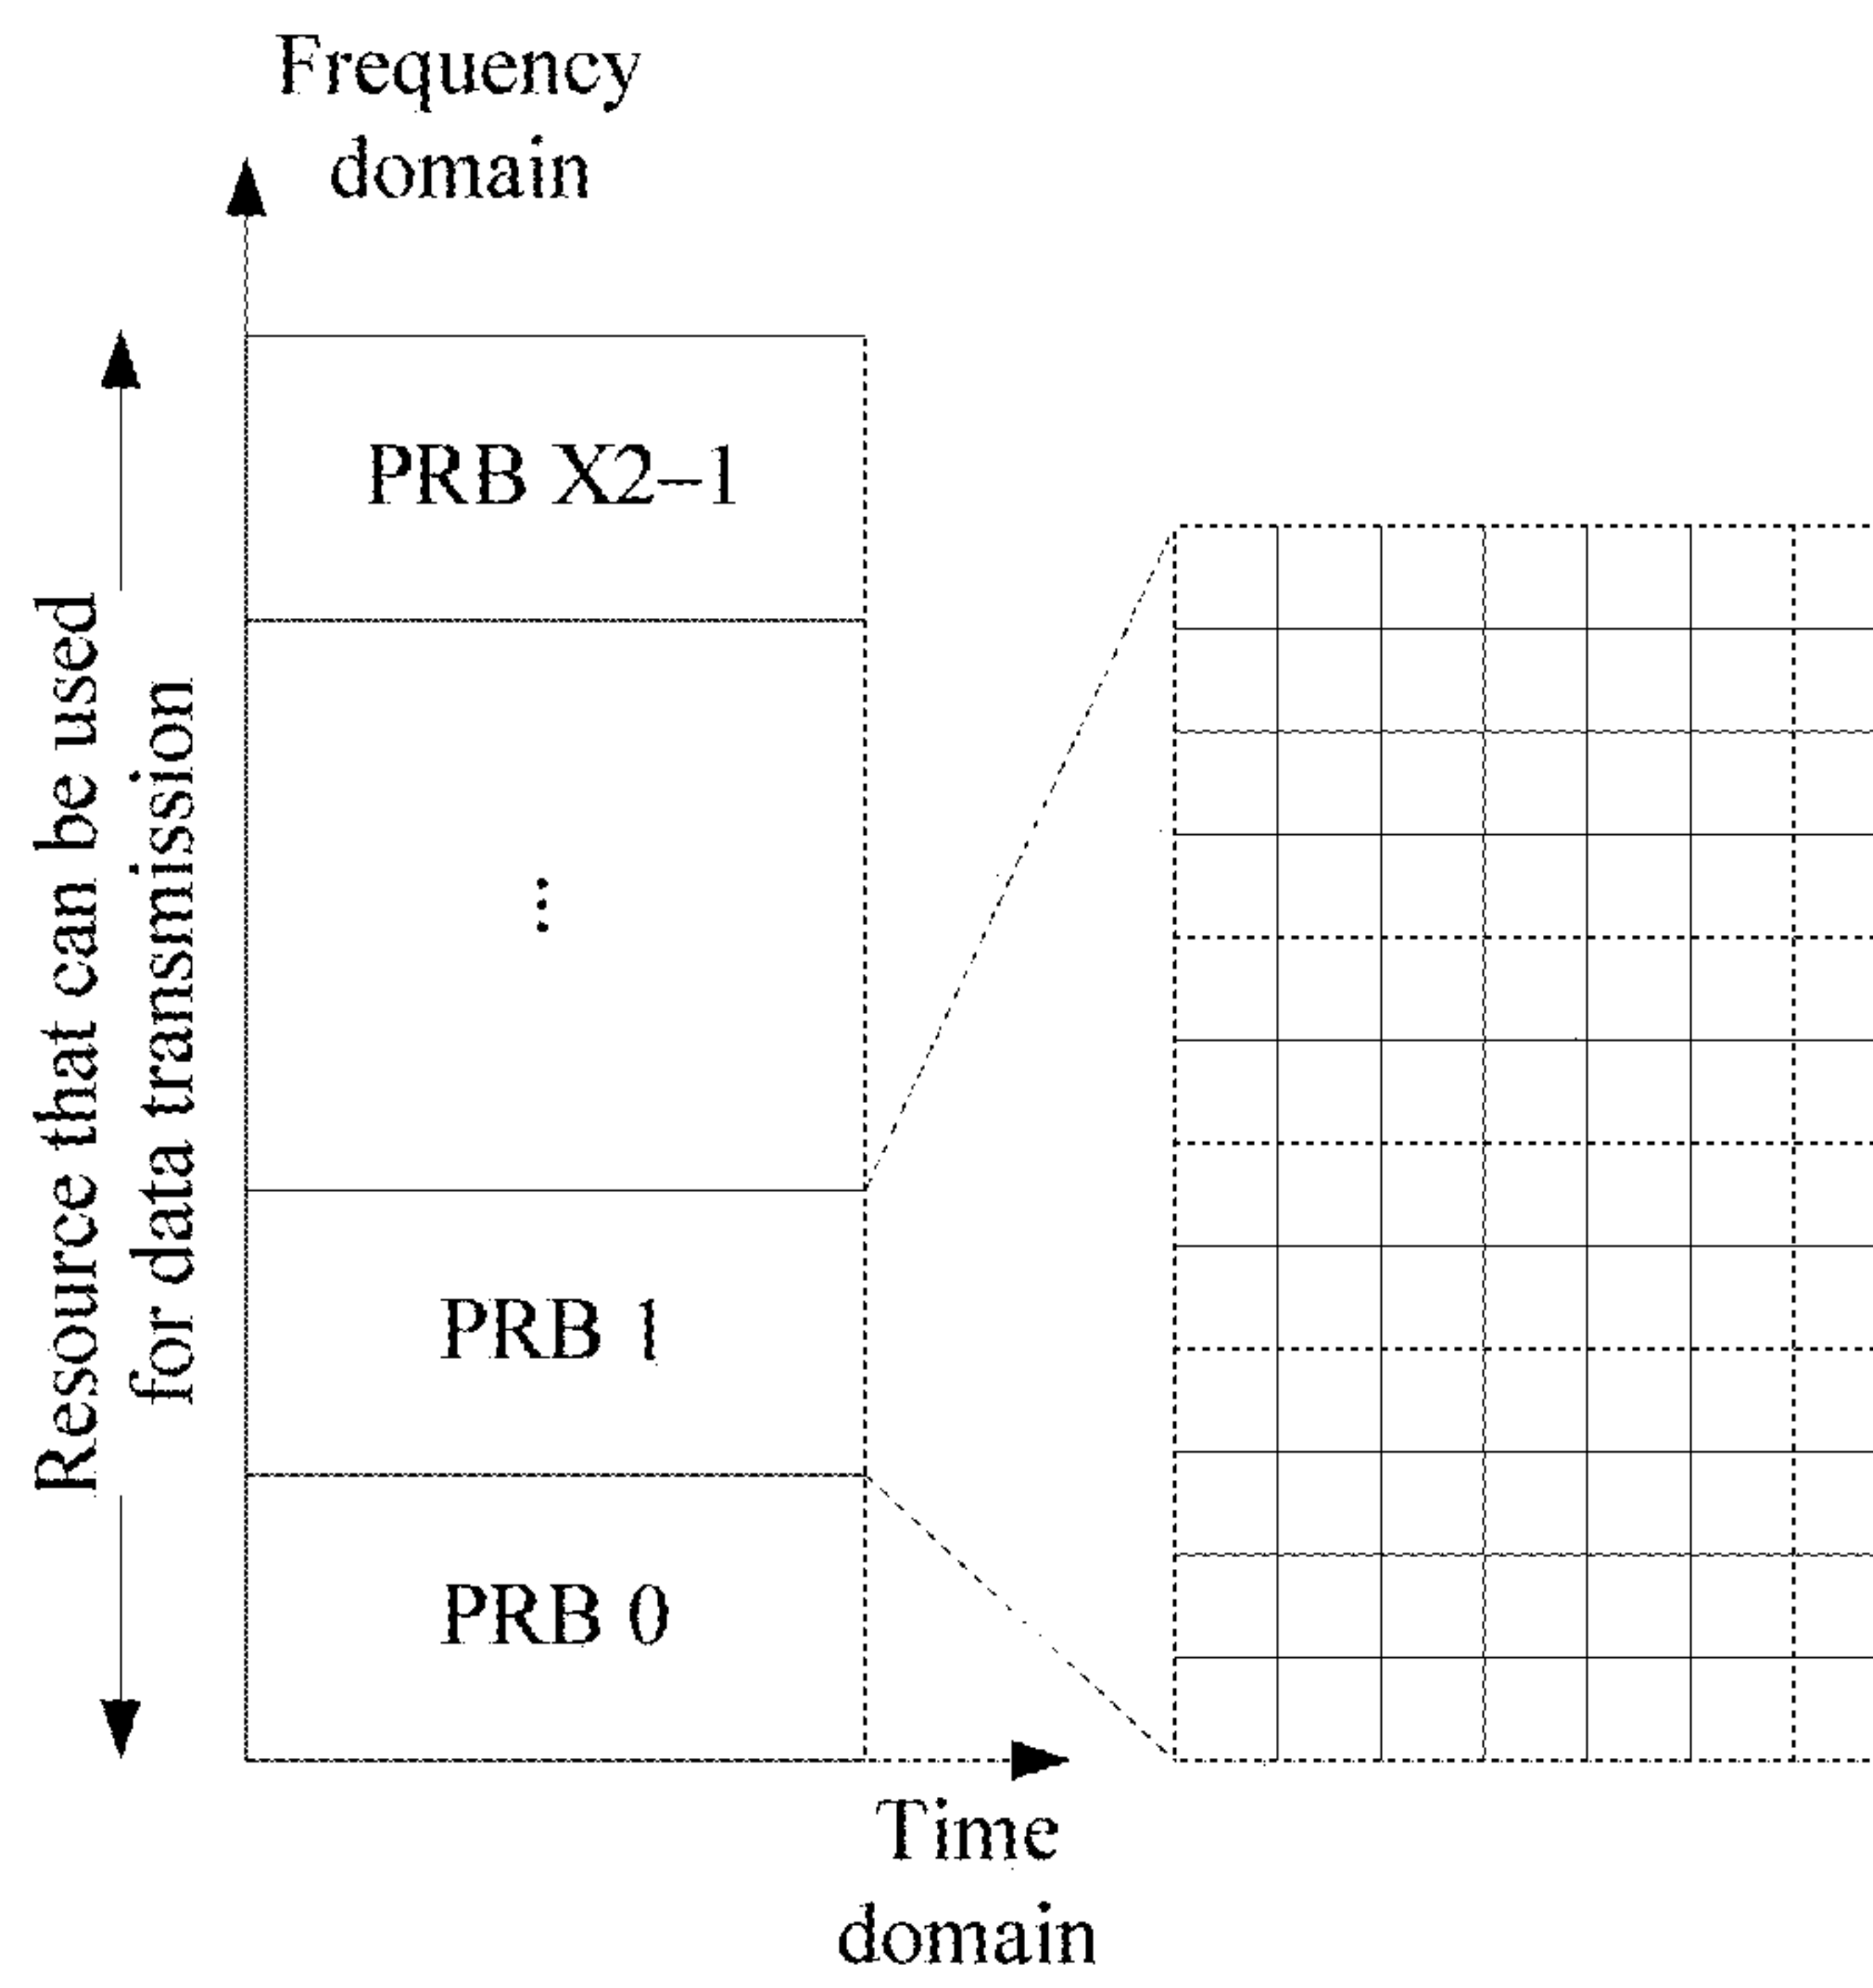 Frequency
domain
Resource that can be used
for data transmission
PRB X2–1
⋮
PRB 1
PRB 0
Time
domain